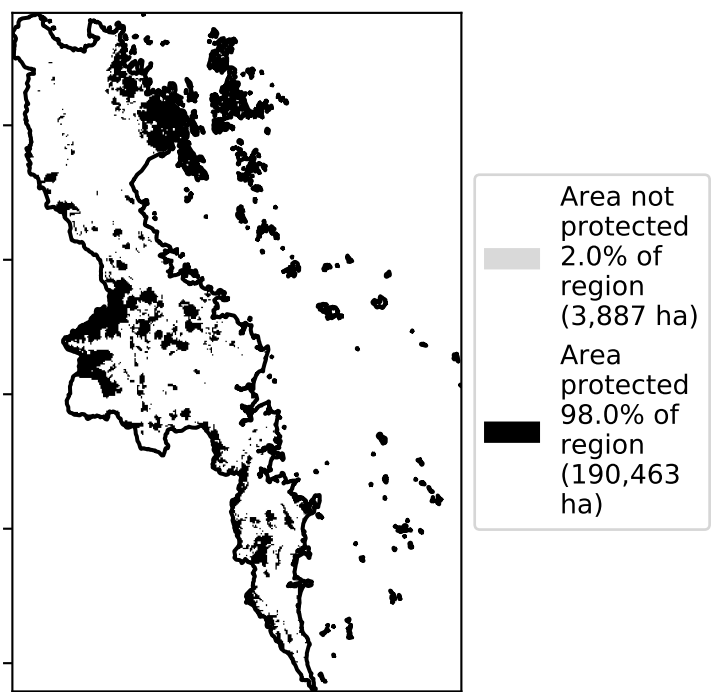 Area not
protected
2.0% of
region
(3,887 ha)
Area
protected
98.0% of
region
(190,463
ha)